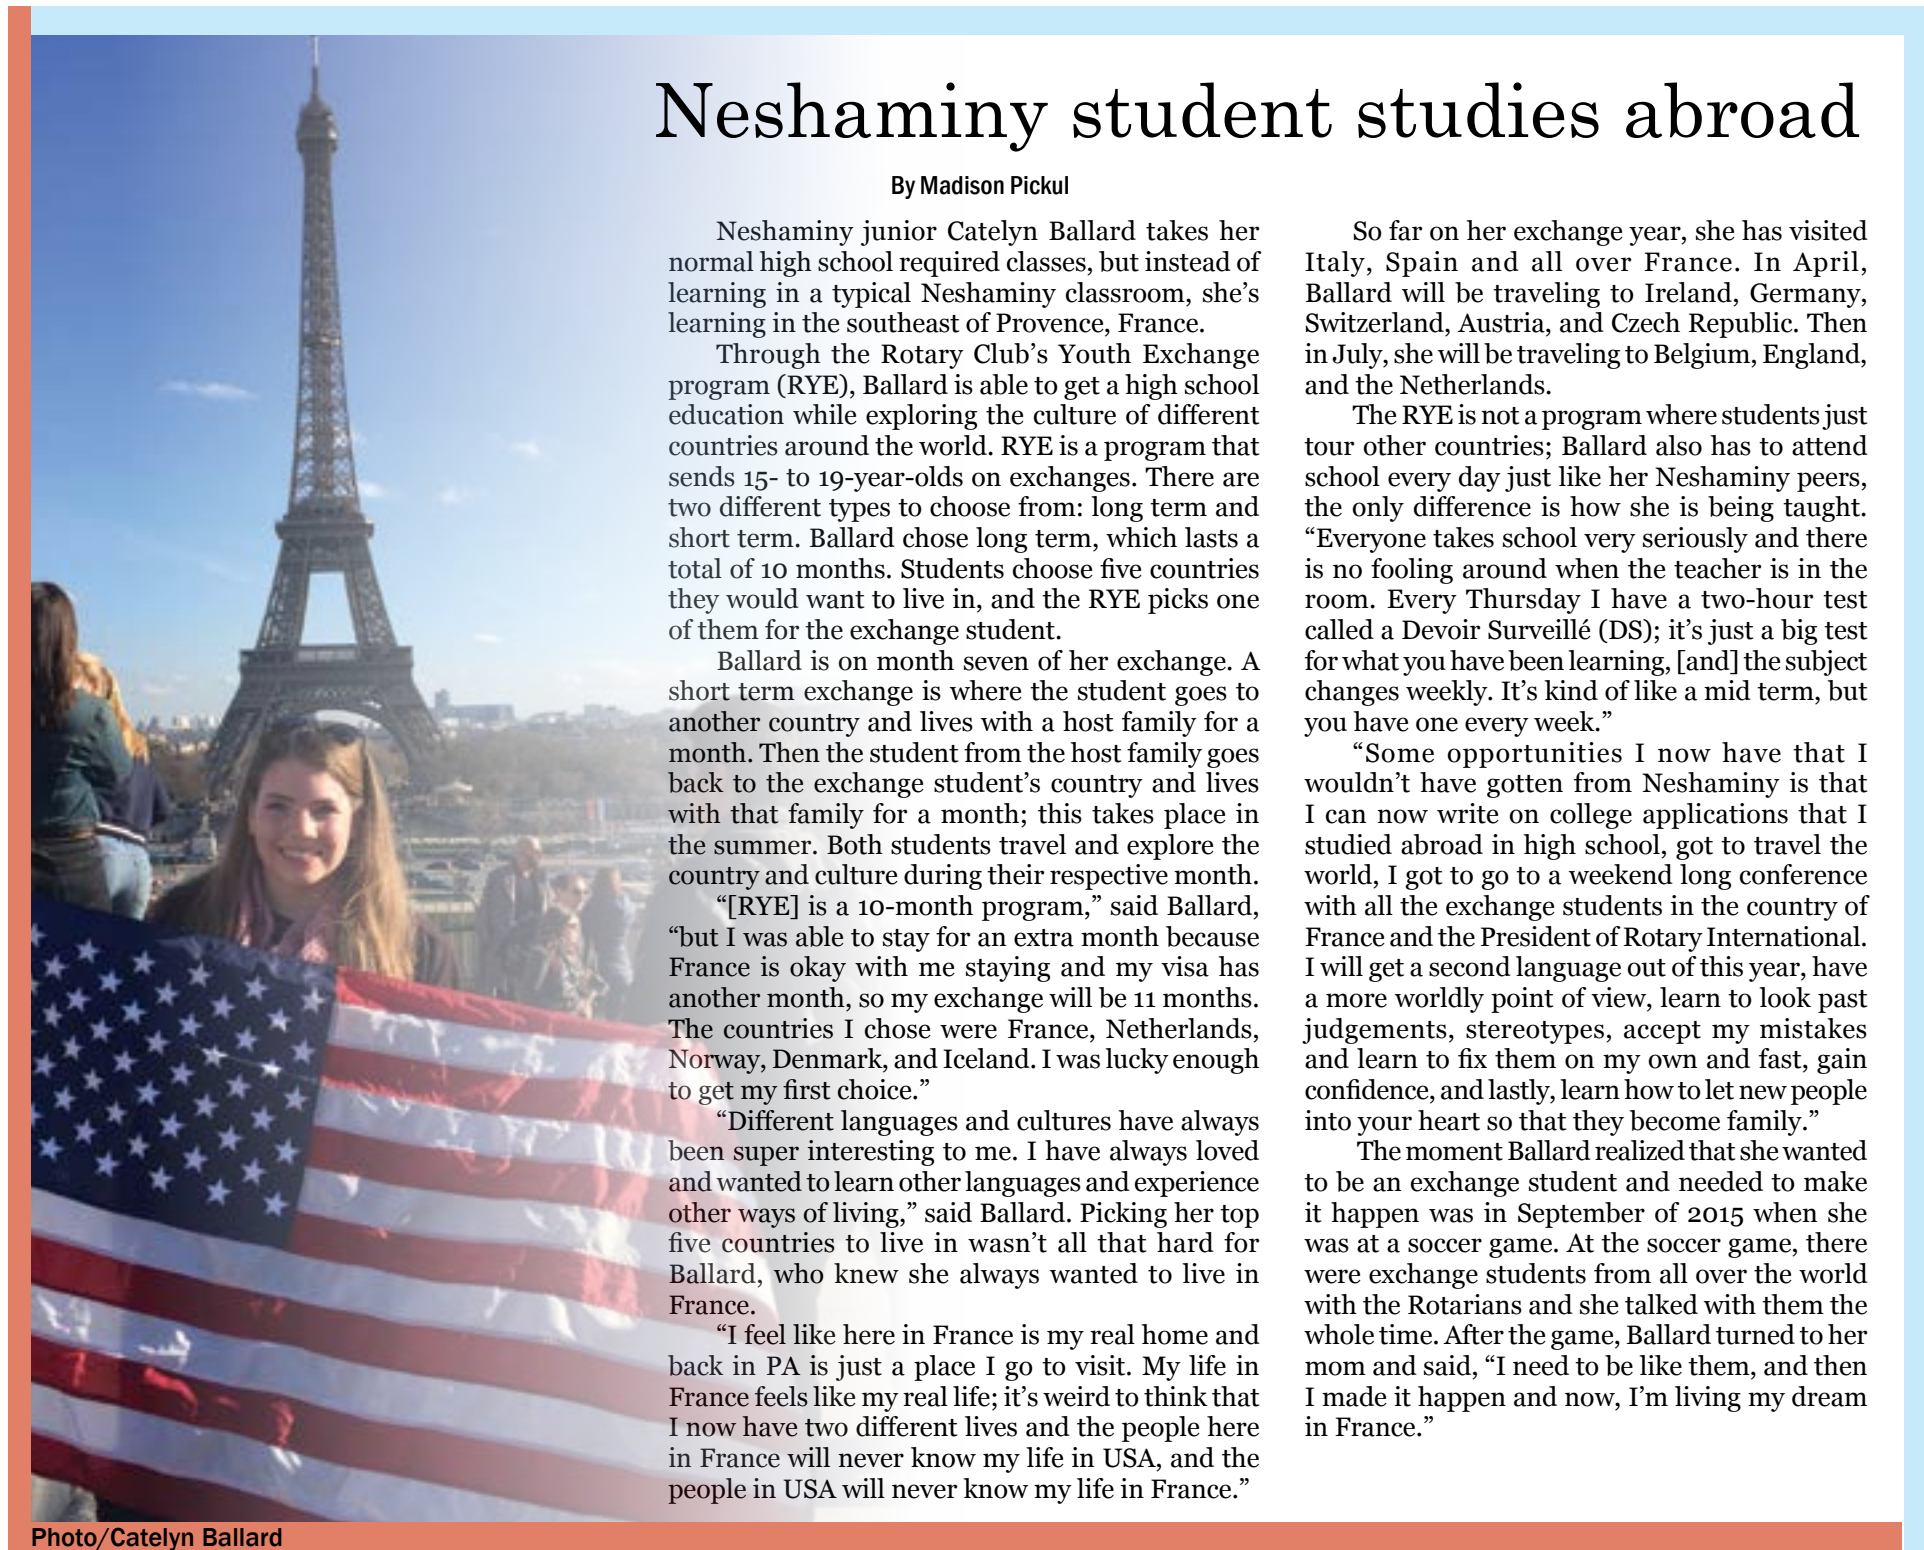 Neshaminy student studies abroad
By Madison Pickul
Neshaminy junior Catelyn Ballard takes her
normal high school required classes, but instead of
learning in a typical Neshaminy classroom, she’s
learning in the southeast of Provence, France.
Through the Rotary Club’s Youth Exchange
program (RYE), Ballard is able to get a high school
education while exploring the culture of different
countries around the world. RYE is a program that
sends 15- to 19-year-olds on exchanges. There are
two different types to choose from: long term and
short term. Ballard chose long term, which lasts a
total of 10 months. Students choose five countries
they would want to live in, and the RYE picks one
of them for the exchange student.
Ballard is on month seven of her exchange. A
short term exchange is where the student goes to
another country and lives with a host family for a
month. Then the student from the host family goes
back to the exchange student’s country and lives
with that family for a month; this takes place in
the summer. Both students travel and explore the
country and culture during their respective month.
“[RYE] is a 10-month program,” said Ballard,
“but I was able to stay for an extra month because
France is okay with me staying and my visa has
another month, so my exchange will be 11 months.
The countries I chose were France, Netherlands,
Norway, Denmark, and Iceland. I was lucky enough
to get my first choice.”
“Different languages and cultures have always
been super interesting to me. I have always loved
and wanted to learn other languages and experience
other ways of living,” said Ballard. Picking her top
five countries to live in wasn’t all that hard for
Ballard, who knew she always wanted to live in
France.
“I feel like here in France is my real home and
back in PA is just a place I go to visit. My life in
France feels like my real life; it’s weird to think that
I now have two different lives and the people here
in France will never know my life in USA, and the
people in USA will never know my life in France.”
So far on her exchange year, she has visited
Italy, Spain and all over France. In April,
Ballard will be traveling to Ireland, Germany,
Switzerland, Austria, and Czech Republic. Then
in July, she will be traveling to Belgium, England,
and the Netherlands.
The RYE is not a program where students just
tour other countries; Ballard also has to attend
school every day just like her Neshaminy peers,
the only difference is how she is being taught.
“Everyone takes school very seriously and there
is no fooling around when the teacher is in the
room. Every Thursday I have a two-hour test
called a Devoir Surveillé (DS); it’s just a big test
for what you have been learning, [and] the subject
changes weekly. It’s kind of like a mid term, but
you have one every week.”
“Some opportunities I now have that I
wouldn’t have gotten from Neshaminy is that
I can now write on college applications that I
studied abroad in high school, got to travel the
world, I got to go to a weekend long conference
with all the exchange students in the country of
France and the President of Rotary International.
I will get a second language out of this year, have
a more worldly point of view, learn to look past
judgements, stereotypes, accept my mistakes
and learn to fix them on my own and fast, gain
confidence, and lastly, learn how to let new people
into your heart so that they become family.”
The moment Ballard realized that she wanted
to be an exchange student and needed to make
it happen was in September of 2015 when she
was at a soccer game. At the soccer game, there
were exchange students from all over the world
with the Rotarians and she talked with them the
whole time. After the game, Ballard turned to her
mom and said, “I need to be like them, and then
I made it happen and now, I’m living my dream
in France.”
Photo/Catelyn Ballard